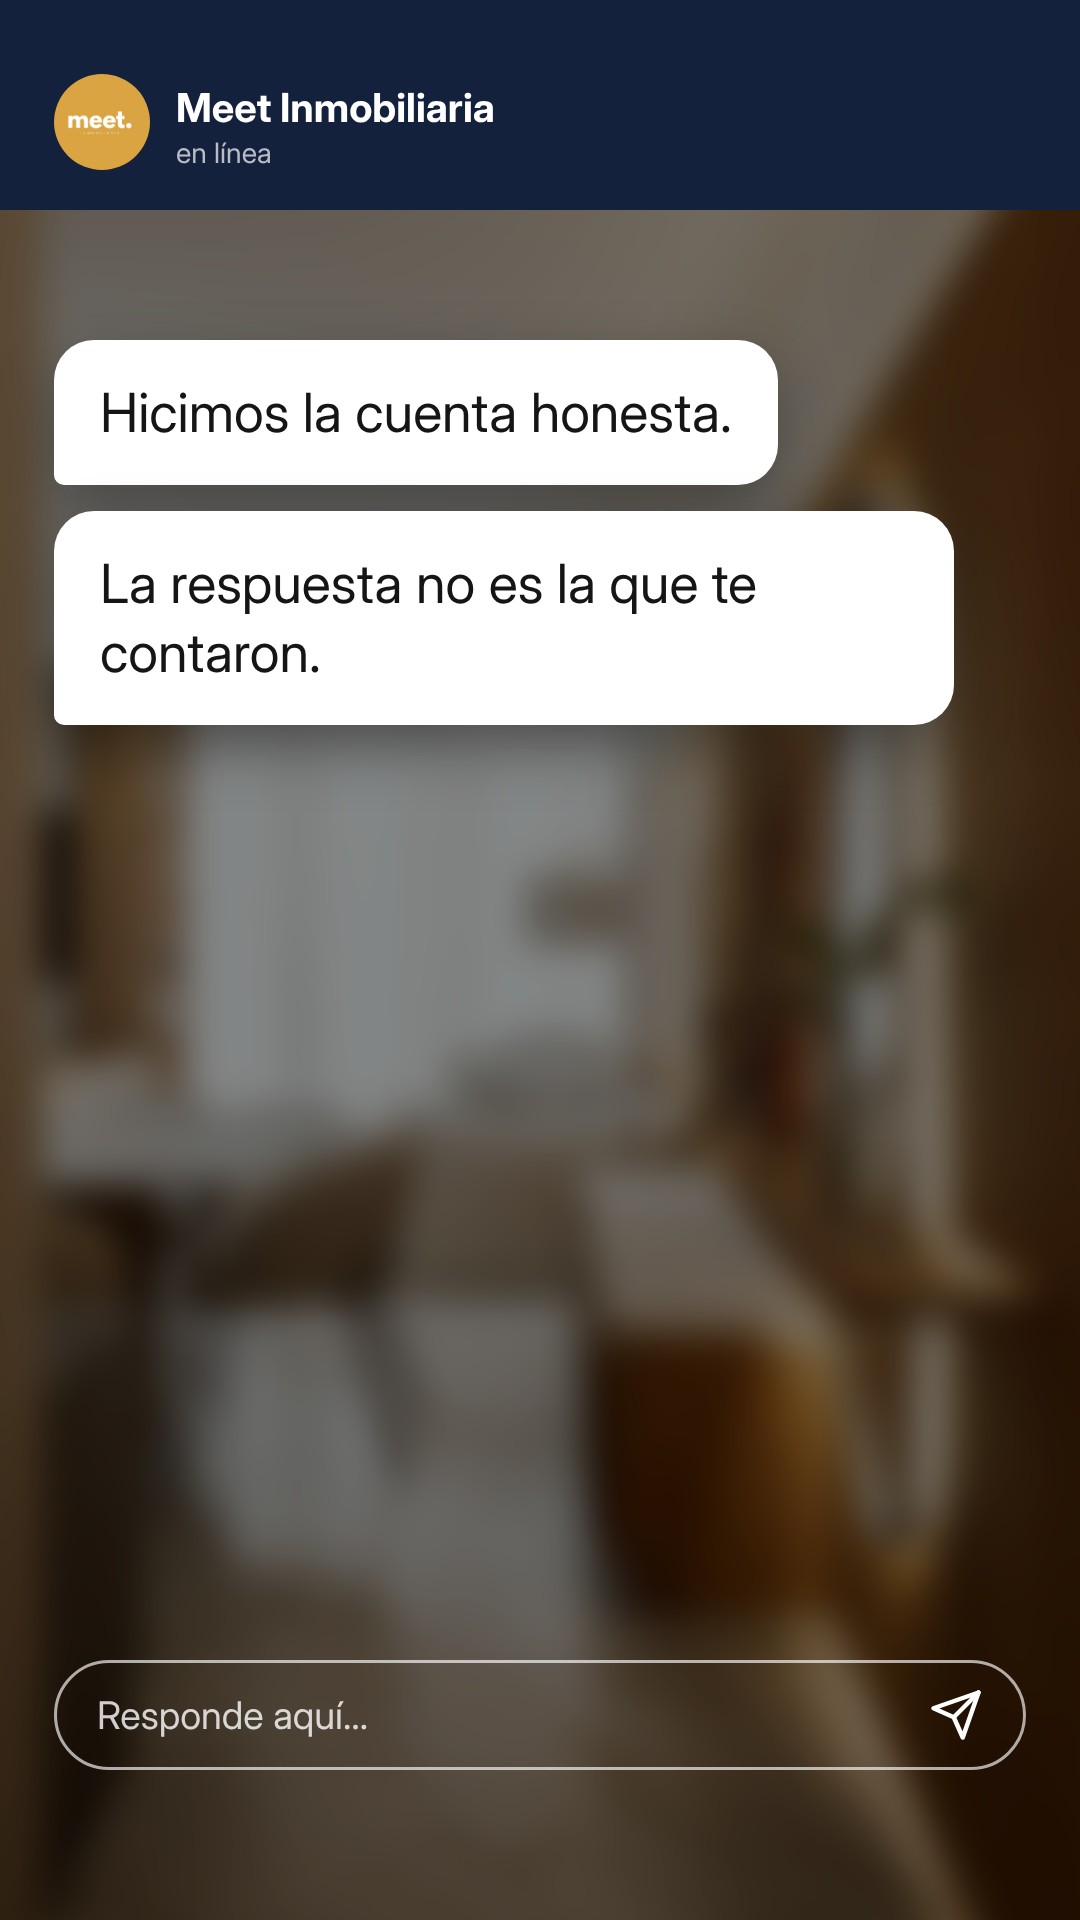 meet.
Meet Inmobiliaria
en línea
Hicimos la cuenta honesta.
La respuesta no es la que te
contaron.
Responde aquí...